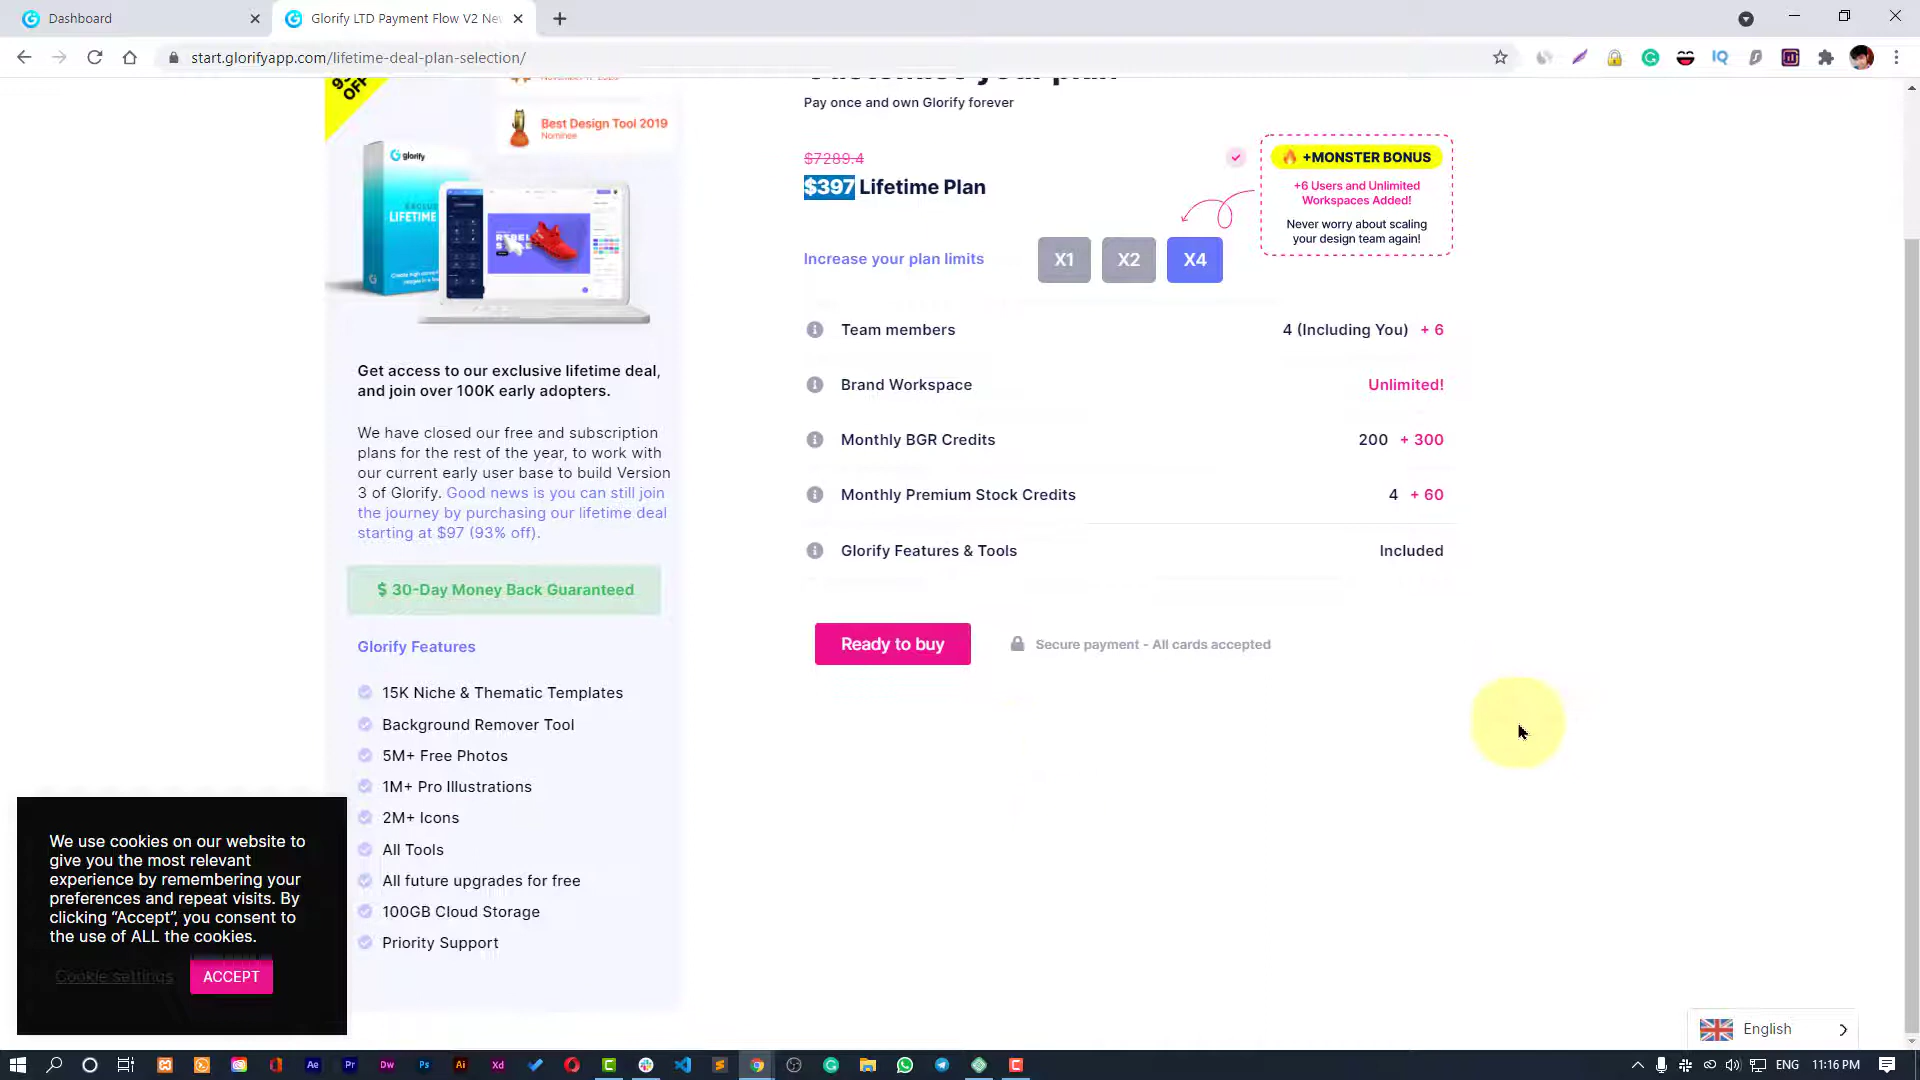 Dashboard
Glorify LTD Payment Flow V2 Ne
start.glorifyapp.com/lifetime-deal-plan-selection/
OFF
Best Design Tool 2019
Nominee
glorify
LIFETIME
Customize your plan
Pay once and own Glorify forever
$7289.4
$397 Lifetime Plan
+MONSTER BONUS
+6 Users and Unlimited
Workspaces Added!
Never worry about scaling
your design team again!
Increase your plan limits
X1
X2
X4
Team members
4 (Including You) + 6
Brand Workspace
Unlimited!
Monthly BGR Credits
200 + 300
Monthly Premium Stock Credits
4 + 60
Glorify Features & Tools
Included
Ready to buy
Secure payment - All cards accepted
Get access to our exclusive lifetime deal,
and join over 100K early adopters.
We have closed our free and subscription
plans for the rest of the year, to work with
our current early user base to build Version
3 of Glorify. Good news is you can still join
the journey by purchasing our lifetime deal
starting at $97 (93% off).
$ 30-Day Money Back Guaranteed
Glorify Features
15K Niche & Thematic Templates
Background Remover Tool
5M+ Free Photos
1M+ Pro Illustrations
2M+ Icons
All Tools
All future upgrades for free
100GB Cloud Storage
Priority Support
We use cookies on our website to
give you the most relevant
experience by remembering your
preferences and repeat visits. By
clicking “Accept”, you consent to
the use of ALL the cookies.
Cookie settings
ACCEPT
English
ENG
11:16 PM